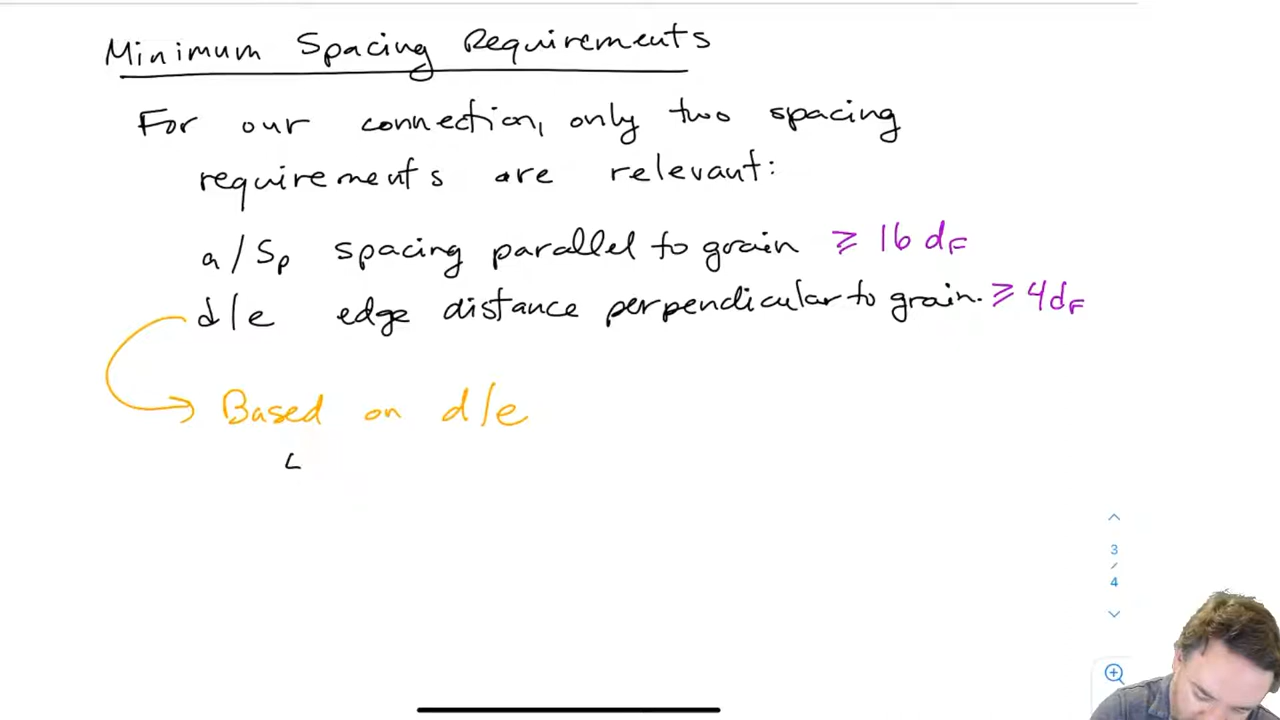 Minimum Spacing Requirements
For our connection, only two spacing
requirements are relevant:
a/Sp spacing parallel to grain ≥ 16 dF
d/e edge distance perpendicular to grain. ≥ 4dF
Based on d/e
3
/
4